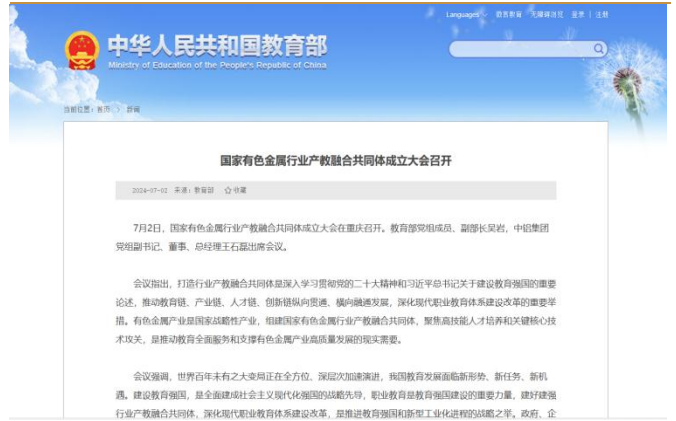 Languages 教育数据 无障碍浏览 登录 | 注册
中华人民共和国教育部
Ministry of Education of the People's Republic of China
当前位置：首页 > 新闻
国家有色金属行业产教融合共同体成立大会召开
2024-07-02 来源：教育部 收藏
7月2日，国家有色金属行业产教融合共同体成立大会在重庆召开。教育部党组成员、副部长吴岩，中铝集团
党组副书记、董事、总经理王石磊出席会议。
会议指出，打造行业产教融合共同体是深入学习贯彻党的二十大精神和习近平总书记关于建设教育强国的重要
论述，推动教育链、产业链、人才链、创新链纵向贯通、横向融通发展，深化现代职业教育体系建设改革的重要举
措。有色金属产业是国家战略性产业，组建国家有色金属行业产教融合共同体，聚焦高技能人才培养和关键核心技
术攻关，是推动教育全面服务和支撑有色金属产业高质量发展的现实需要。
会议强调，世界百年未有之大变局正在全方位、深层次加速演进，我国教育发展面临新形势、新任务、新机
遇。建设教育强国，是全面建成社会主义现代化强国的战略先导，职业教育是教育强国建设的重要力量，建好建强
行业产教融合共同体，深化现代职业教育体系建设改革，是推进教育强国和新型工业化进程的战略之举。政府、企